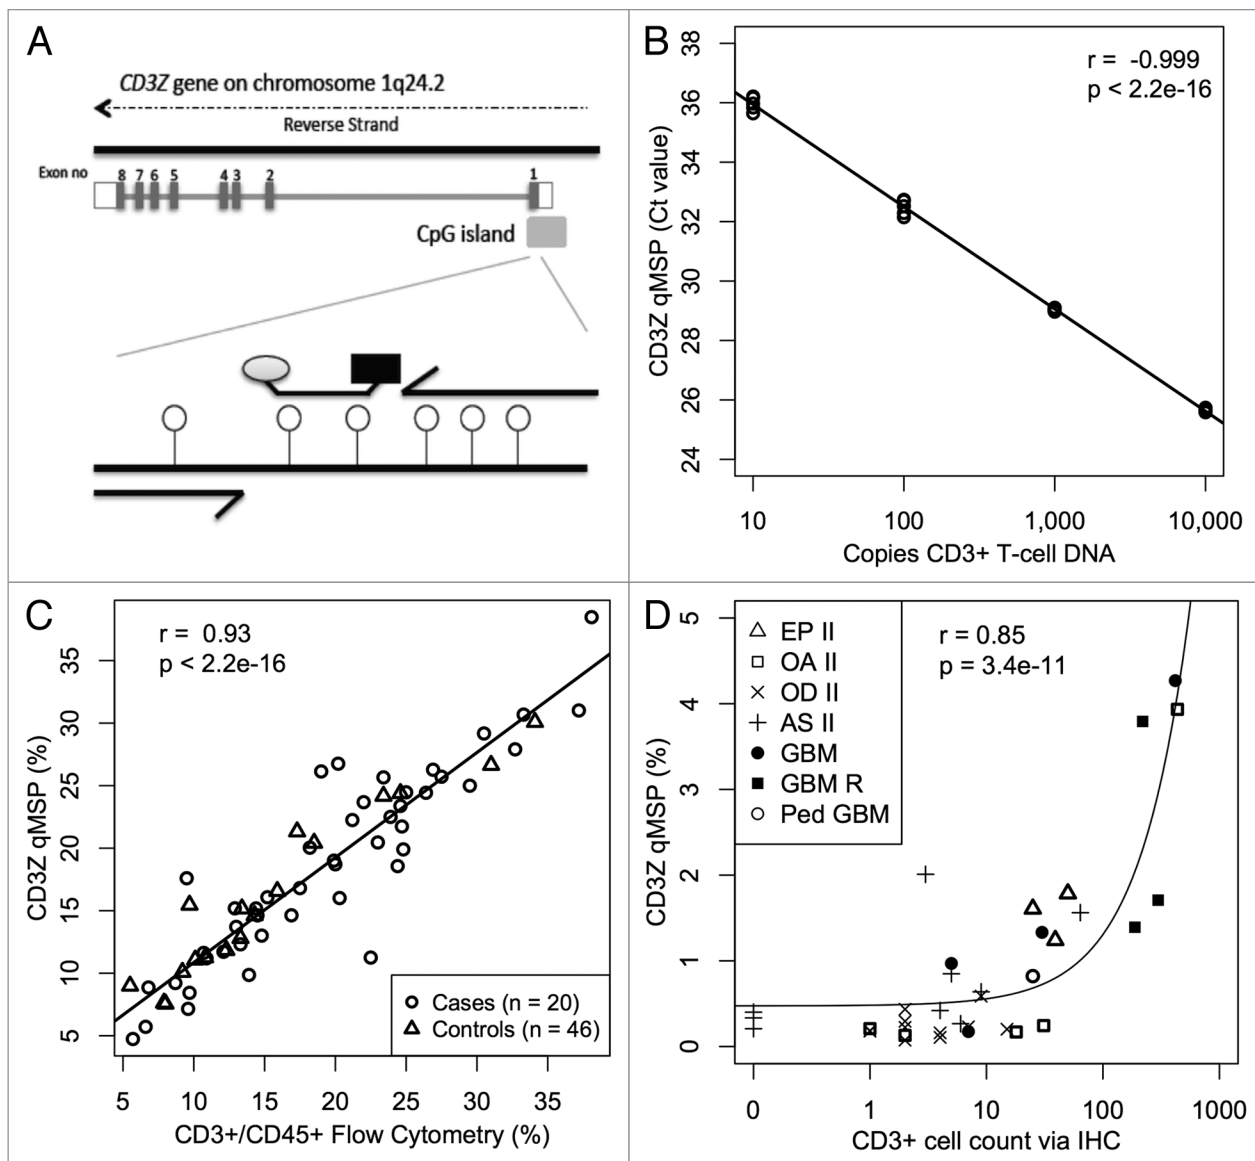 A
CD3Z gene on chromosome 1q24.2
Reverse Strand
Exon no
8 7 6 5 4 3 2 1
CpG island
B
r = -0.999
p < 2.2e-16
CD3Z qMSP (Ct value)
38
36
34
32
30
28
26
24
10 100 1,000 10,000
Copies CD3+ T-cell DNA
C
r = 0.93
p < 2.2e-16
CD3Z qMSP (%)
35
30
25
20
15
10
5
Cases (n = 20)
Controls (n = 46)
5 10 15 20 25 30 35
CD3+/CD45+ Flow Cytometry (%)
D
EP II
OA II
OD II
AS II
GBM
GBM R
Ped GBM
r = 0.85
p = 3.4e-11
CD3Z qMSP (%)
5
4
3
2
1
0
0 1 10 100 1000
CD3+ cell count via IHC